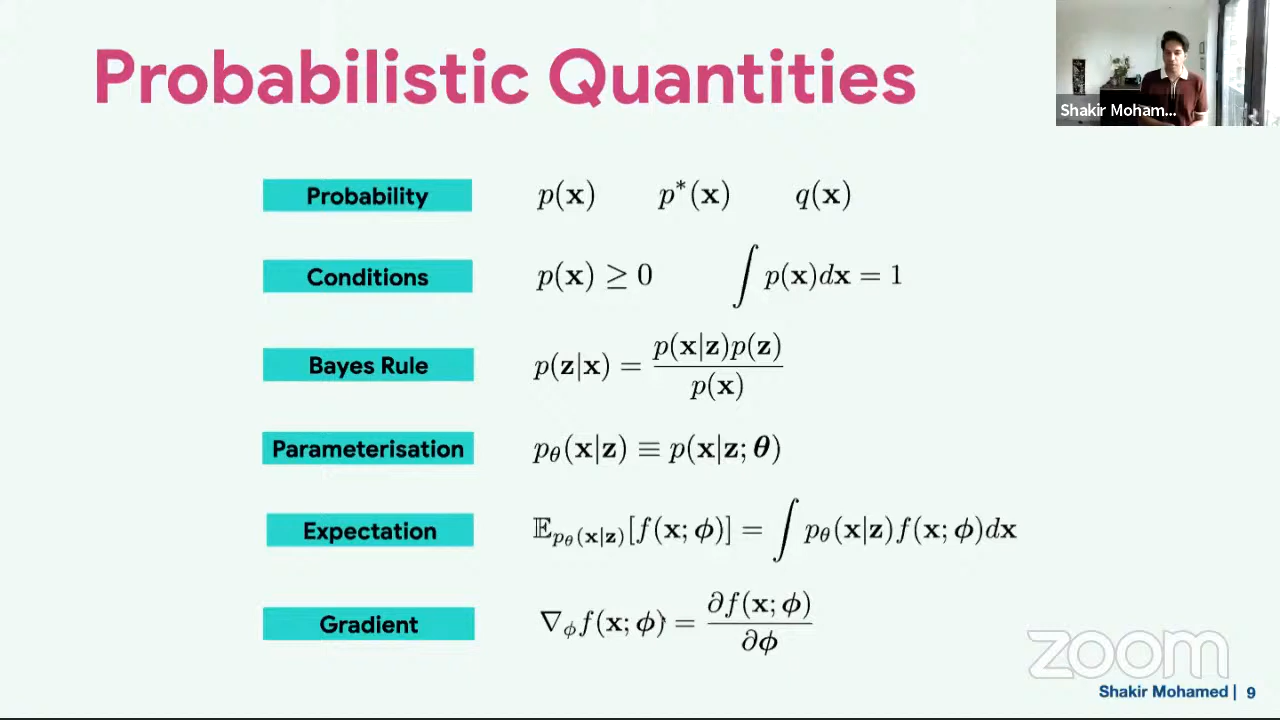 Probabilistic Quantities
Shakir Moham...
Probability p(x) p*(x) q(x)
Conditions p(x) ≥ 0 ∫ p(x)dx = 1
Bayes Rule p(z|x) = p(x|z)p(z) / p(x)
Parameterisation pθ(x|z) ≡ p(x|z; θ)
Expectation 𝔼pθ(x|z)[f(x; ϕ)] = ∫ pθ(x|z)f(x; ϕ)dx
Gradient ∇ϕf(x; ϕ) = ∂f(x; ϕ) / ∂ϕ
zoom
Shakir Mohamed | 9